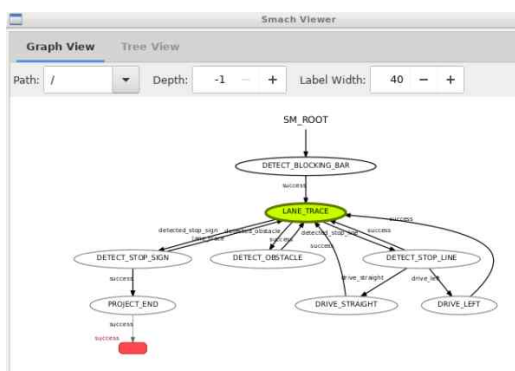 Smach Viewer
Graph View Tree View
Path: / Depth: -1 − + Label Width: 40 − +
SM_ROOT
DETECT_BLOCKING_BAR
success
LANE_TRACE
detected_stop_sign detected_obstacle detected_stop_line success success
lane_trace success success
DETECT_STOP_SIGN DETECT_OBSTACLE DETECT_STOP_LINE
success drive_straight drive_left
PROJECT_END DRIVE_STRAIGHT DRIVE_LEFT
success
success